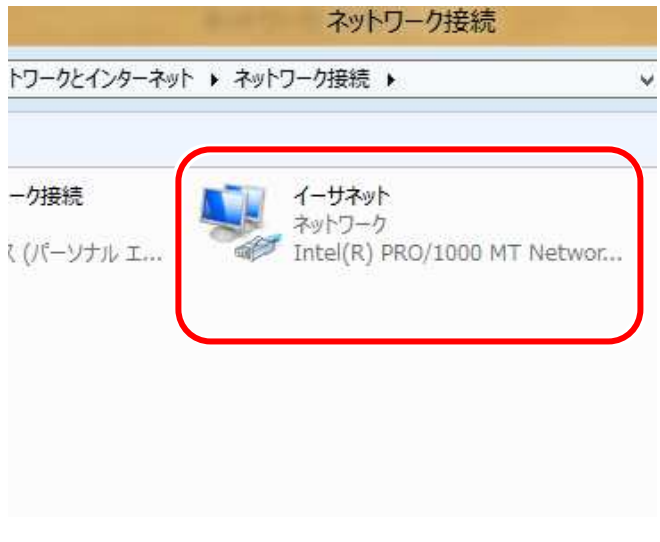 ネットワーク接続
トワークとインターネット ▶ ネットワーク接続 ▶
ーク接続
ス (パーソナル エ...
イーサネット
ネットワーク
Intel(R) PRO/1000 MT Networ...